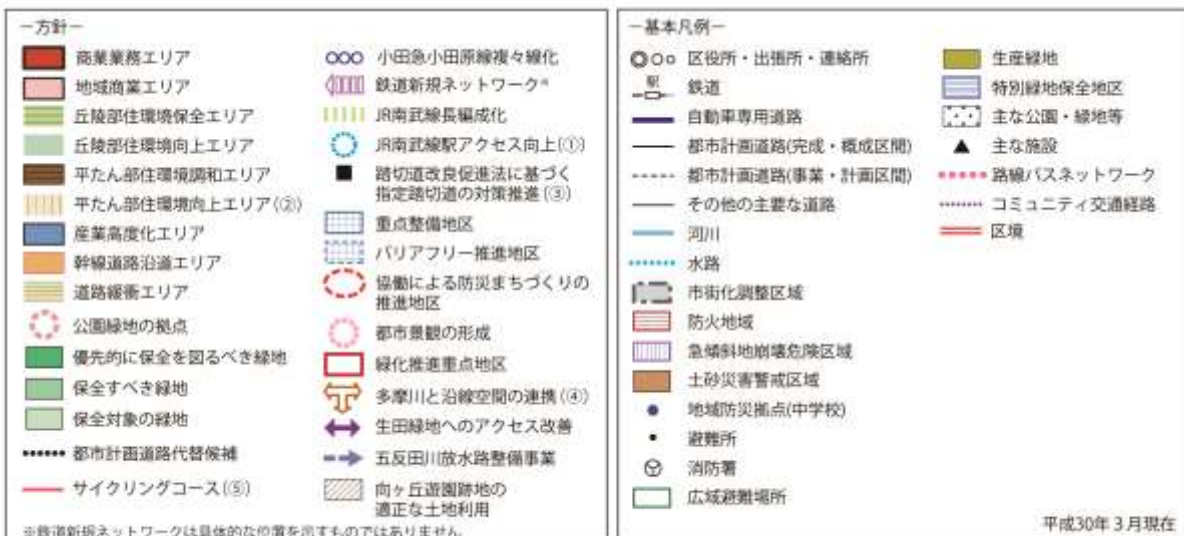 －方針－
商業業務エリア
地域商業エリア
丘陵部住環境保全エリア
丘陵部住環境向上エリア
平たん部住環境調和エリア
平たん部住環境向上エリア(②)
産業高度化エリア
幹線道路沿道エリア
道路緩衝エリア
公園緑地の拠点
優先的に保全を図るべき緑地
保全すべき緑地
保全対象の緑地
都市計画道路代替候補
サイクリングコース(⑤)
小田急小田原線複々線化
鉄道新規ネットワーク※
JR南武線長編成化
JR南武線駅アクセス向上(①)
踏切道改良促進法に基づく
指定踏切道の対策推進(③)
重点整備地区
バリアフリー推進地区
協働による防災まちづくりの
推進地区
都市景観の形成
緑化推進重点地区
多摩川と沿線空間の連携(④)
生田緑地へのアクセス改善
五反田川放水路整備事業
向ヶ丘遊園跡地の
適正な土地利用
※鉄道新規ネットワークは具体的な位置を示すものではありません
－基本凡例－
区役所・出張所・連絡所
駅
鉄道
自動車専用道路
都市計画道路(完成・概成区間)
都市計画道路(事業・計画区間)
その他の主要な道路
河川
水路
市街化調整区域
防火地域
急傾斜地崩壊危険区域
土砂災害警戒区域
地域防災拠点(中学校)
避難所
消防署
広域避難場所
生産緑地
特別緑地保全地区
主な公園・緑地等
主な施設
路線バスネットワーク
コミュニティ交通経路
区境
平成30年3月現在